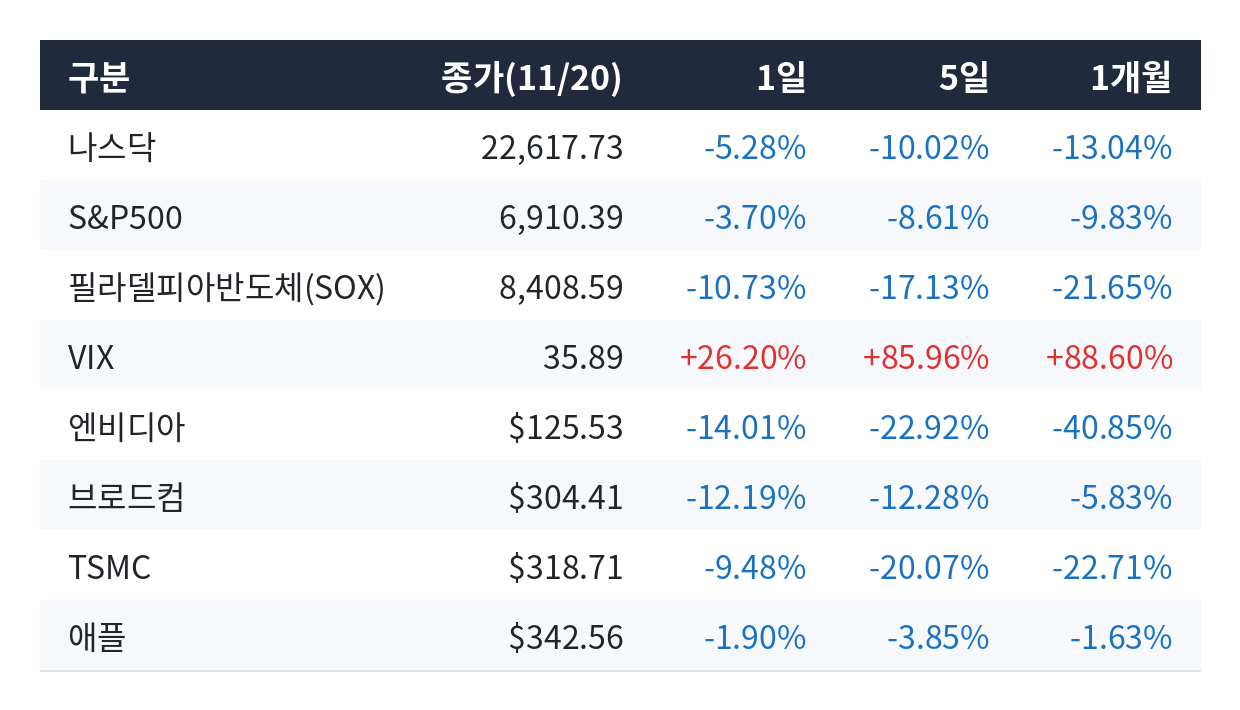 구분 종가(11/20) 1일 5일 1개월
나스닥 22,617.73 -5.28% -10.02% -13.04%
S&P500 6,910.39 -3.70% -8.61% -9.83%
필라델피아반도체(SOX) 8,408.59 -10.73% -17.13% -21.65%
VIX 35.89 +26.20% +85.96% +88.60%
엔비디아 $125.53 -14.01% -22.92% -40.85%
브로드컴 $304.41 -12.19% -12.28% -5.83%
TSMC $318.71 -9.48% -20.07% -22.71%
애플 $342.56 -1.90% -3.85% -1.63%